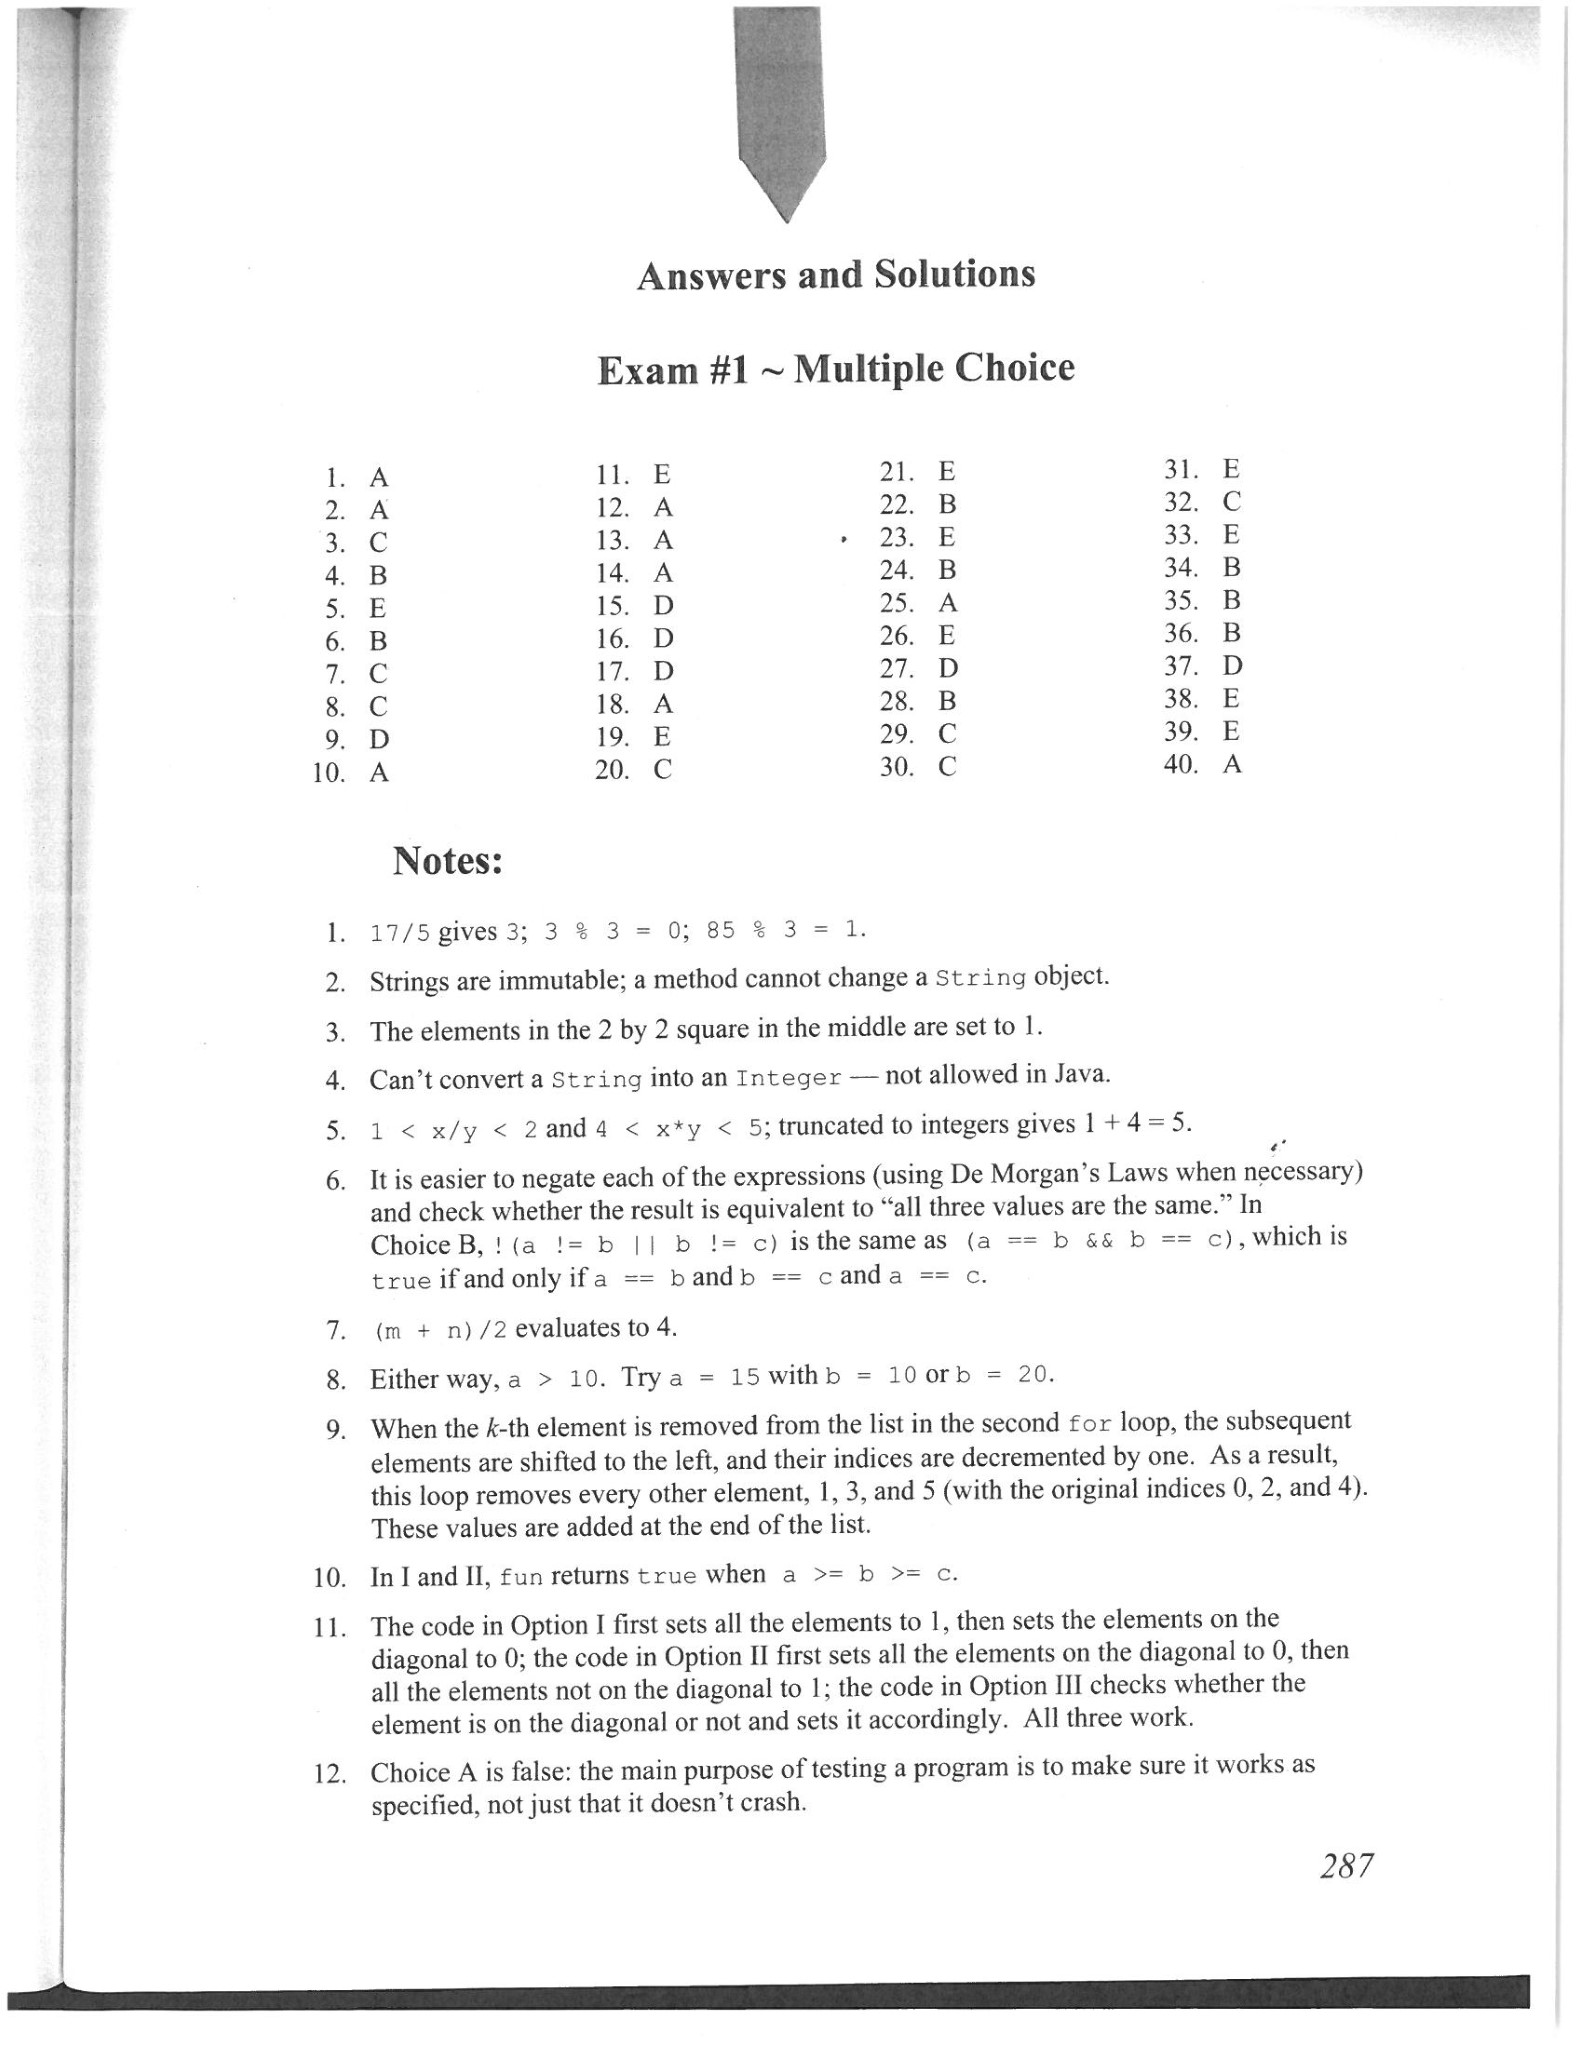 Answers and Solutions
Exam #1 ~ Multiple Choice
1. A
2. A
3. C
4. B
5. E
6. B
7. C
8. C
9. D
10. A
11. E
12. A
13. A
14. A
15. D
16. D
17. D
18. A
19. E
20. C
21. E
22. B
23. E
24. B
25. A
26. E
27. D
28. B
29. C
30. C
31. E
32. C
33. E
34. B
35. B
36. B
37. D
38. E
39. E
40. A
Notes:
1. 17/5 gives 3; 3 % 3 = 0; 85 % 3 = 1.
2. Strings are immutable; a method cannot change a String object.
3. The elements in the 2 by 2 square in the middle are set to 1.
4. Can't convert a String into an Integer — not allowed in Java.
5. 1 < x/y < 2 and 4 < x*y < 5; truncated to integers gives 1 + 4 = 5.
6. It is easier to negate each of the expressions (using De Morgan's Laws when necessary)
and check whether the result is equivalent to “all three values are the same.” In
Choice B, !(a != b || b != c) is the same as (a == b && b == c), which is
true if and only if a == b and b == c and a == c.
7. (m + n)/2 evaluates to 4.
8. Either way, a > 10. Try a = 15 with b = 10 or b = 20.
9. When the k-th element is removed from the list in the second for loop, the subsequent
elements are shifted to the left, and their indices are decremented by one. As a result,
this loop removes every other element, 1, 3, and 5 (with the original indices 0, 2, and 4).
These values are added at the end of the list.
10. In I and II, fun returns true when a >= b >= c.
11. The code in Option I first sets all the elements to 1, then sets the elements on the
diagonal to 0; the code in Option II first sets all the elements on the diagonal to 0, then
all the elements not on the diagonal to 1; the code in Option III checks whether the
element is on the diagonal or not and sets it accordingly. All three work.
12. Choice A is false: the main purpose of testing a program is to make sure it works as
specified, not just that it doesn't crash.
287